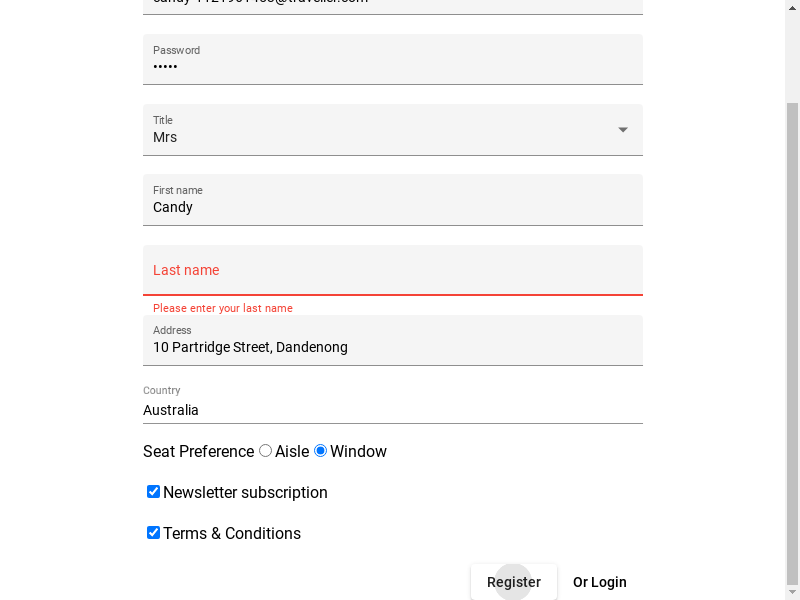 Password
•••••
Title
Mrs
First name
Candy
Last name
Please enter your last name
Address
10 Partridge Street, Dandenong
Country
Australia
Seat Preference Aisle Window
Newsletter subscription
Terms & Conditions
Register Or Login